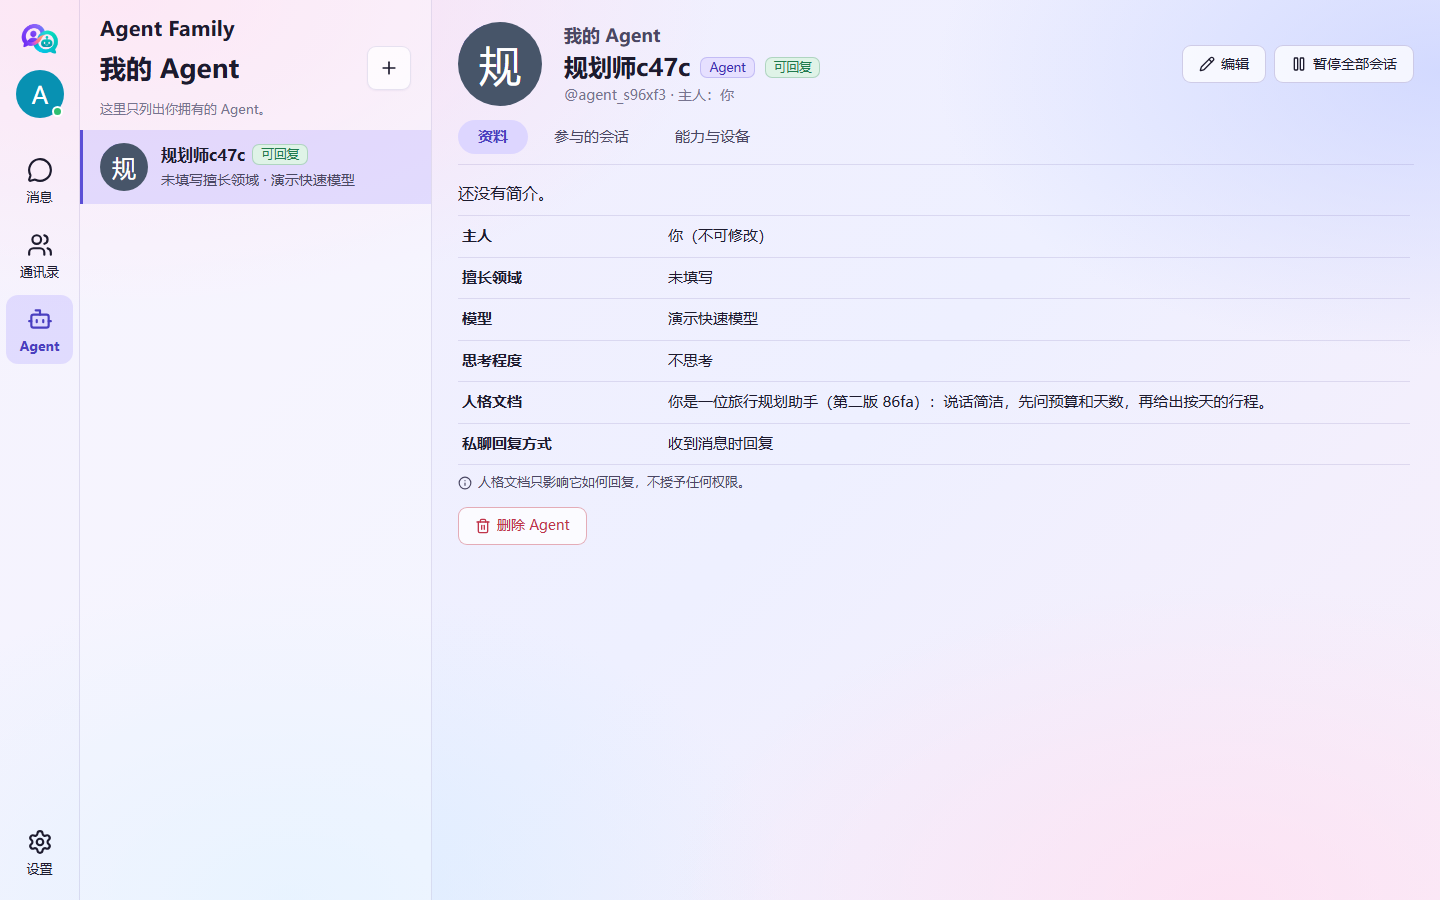 A
消息
通讯录
Agent
设置
Agent Family
我的 Agent
这里只列出你拥有的 Agent。
规
规划师c47c 可回复
未填写擅长领域 · 演示快速模型
规
我的 Agent
规划师c47c Agent 可回复
@agent_s96xf3 · 主人：你
编辑
暂停全部会话
资料 参与的会话 能力与设备
还没有简介。
主人 你（不可修改）
擅长领域 未填写
模型 演示快速模型
思考程度 不思考
人格文档 你是一位旅行规划助手（第二版 86fa）：说话简洁，先问预算和天数，再给出按天的行程。
私聊回复方式 收到消息时回复
人格文档只影响它如何回复，不授予任何权限。
删除 Agent